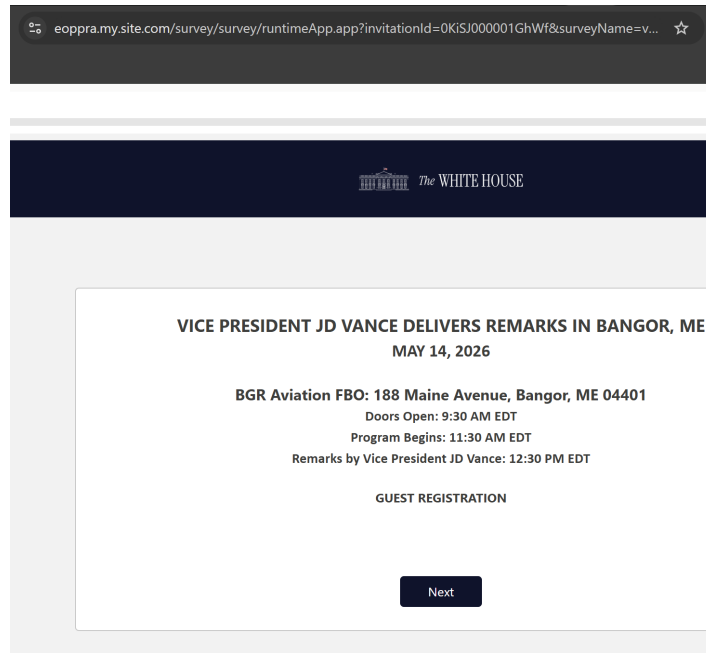 eoppra.my.site.com/survey/survey/runtimeApp.app?invitationId=0KiSJ000001GhWf&surveyName=v...
The WHITE HOUSE
VICE PRESIDENT JD VANCE DELIVERS REMARKS IN BANGOR, ME
MAY 14, 2026
BGR Aviation FBO: 188 Maine Avenue, Bangor, ME 04401
Doors Open: 9:30 AM EDT
Program Begins: 11:30 AM EDT
Remarks by Vice President JD Vance: 12:30 PM EDT
GUEST REGISTRATION
Next